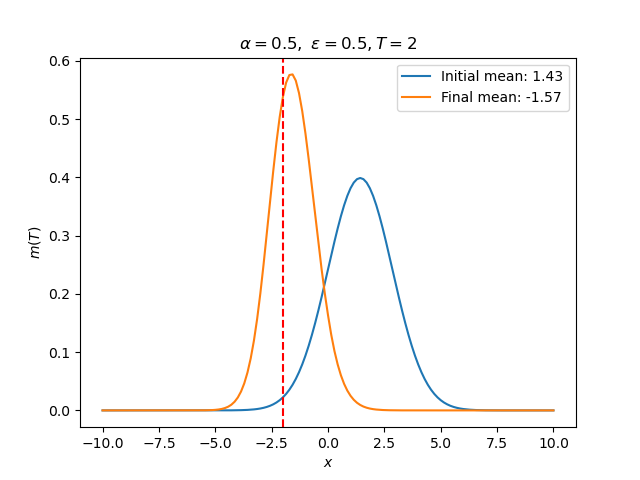 α = 0.5, ε = 0.5, T = 2
Initial mean: 1.43
Final mean: -1.57
m(T)
0.6
0.5
0.4
0.3
0.2
0.1
0.0
−10.0 −7.5 −5.0 −2.5 0.0 2.5 5.0 7.5 10.0
x